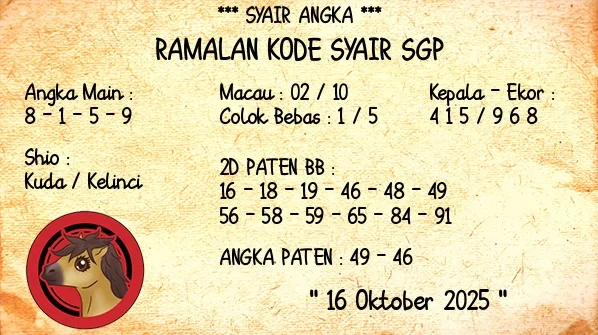 *** SYAIR ANGKA ***
RAMALAN KODE SYAIR SGP
Angka Main :
8 - 1 - 5 - 9
Macau : 02 / 10
Colok Bebas : 1 / 5
Kepala - Ekor :
4 1 5 / 9 6 8
Shio :
Kuda / Kelinci
2D PATEN BB :
16 - 18 - 19 - 46 - 48 - 49
56 - 58 - 59 - 65 - 84 - 91
ANGKA PATEN : 49 - 46
" 16 Oktober 2025 "